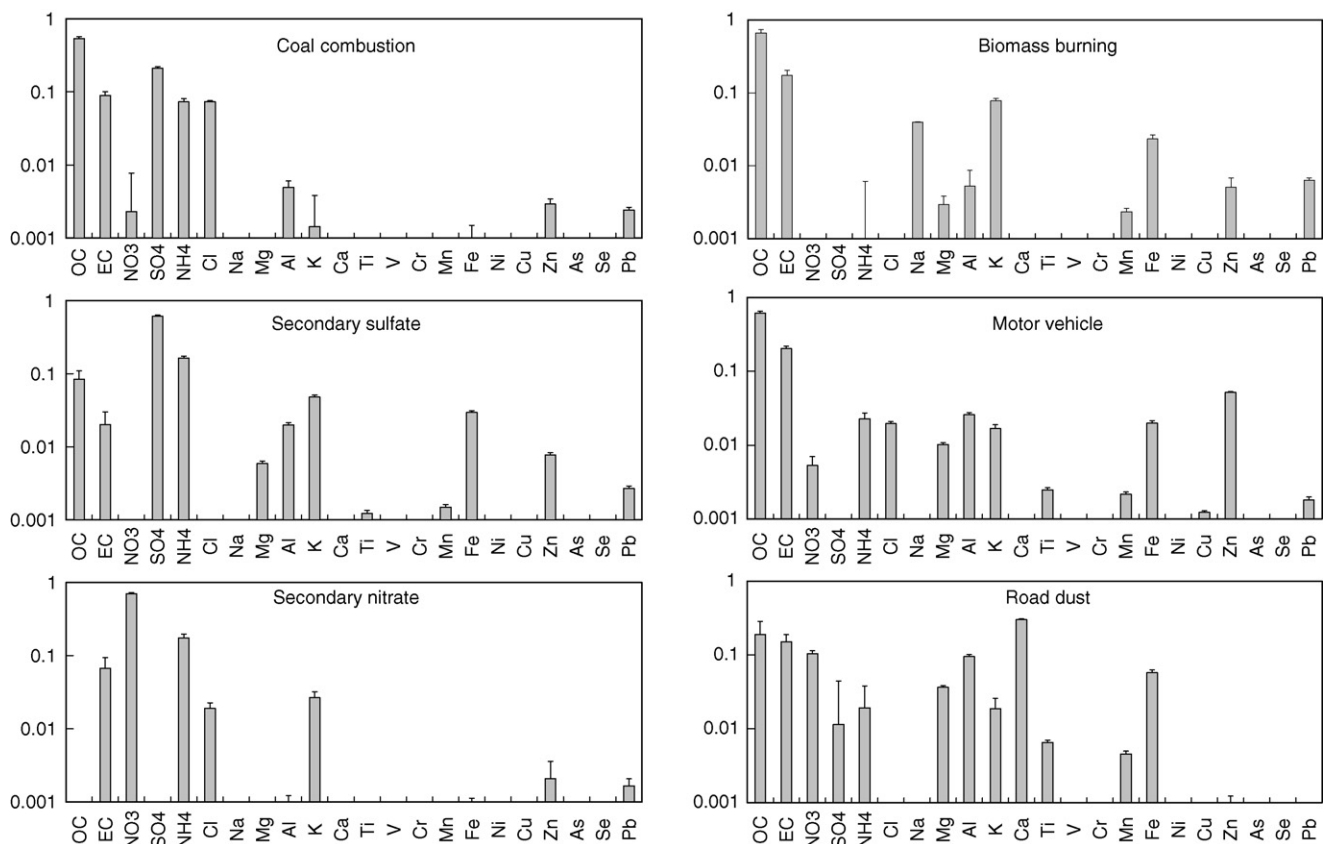 Coal combustion
1
0.1
0.01
0.001
OC EC NO3 SO4 NH4 Cl Na Mg Al K Ca Ti V Cr Mn Fe Ni Cu Zn As Se Pb
Biomass burning
1
0.1
0.01
0.001
OC EC NO3 SO4 NH4 Cl Na Mg Al K Ca Ti V Cr Mn Fe Ni Cu Zn As Se Pb
Secondary sulfate
1
0.1
0.01
0.001
OC EC NO3 SO4 NH4 Cl Na Mg Al K Ca Ti V Cr Mn Fe Ni Cu Zn As Se Pb
Motor vehicle
1
0.1
0.01
0.001
OC EC NO3 SO4 NH4 Cl Na Mg Al K Ca Ti V Cr Mn Fe Ni Cu Zn As Se Pb
Secondary nitrate
1
0.1
0.01
0.001
OC EC NO3 SO4 NH4 Cl Na Mg Al K Ca Ti V Cr Mn Fe Ni Cu Zn As Se Pb
Road dust
1
0.1
0.01
0.001
OC EC NO3 SO4 NH4 Cl Na Mg Al K Ca Ti V Cr Mn Fe Ni Cu Zn As Se Pb